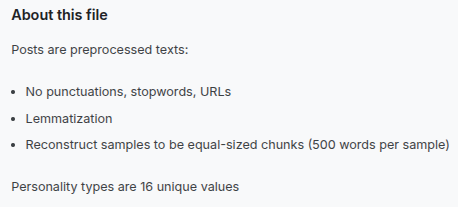 About this file
Posts are preprocessed texts:
• No punctuations, stopwords, URLs
• Lemmatization
• Reconstruct samples to be equal-sized chunks (500 words per sample)
Personality types are 16 unique values